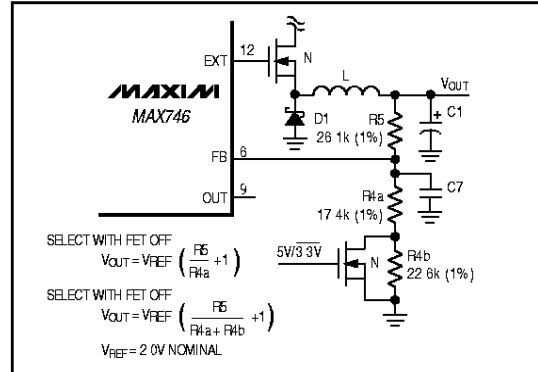 EXT
12
N
MAXIM
MAX746
L
VOUT
D1
R5
26 1k (1%)
+
C1
FB
6
OUT
9
R4a
17 4k (1%)
C7
SELECT WITH FET OFF
VOUT = VREF ( R5 / R4a + 1 )
5V/3 3V
N
R4b
22 6k (1%)
SELECT WITH FET OFF
VOUT = VREF ( R5 / R4a + R4b + 1 )
VREF = 2 0V NOMINAL